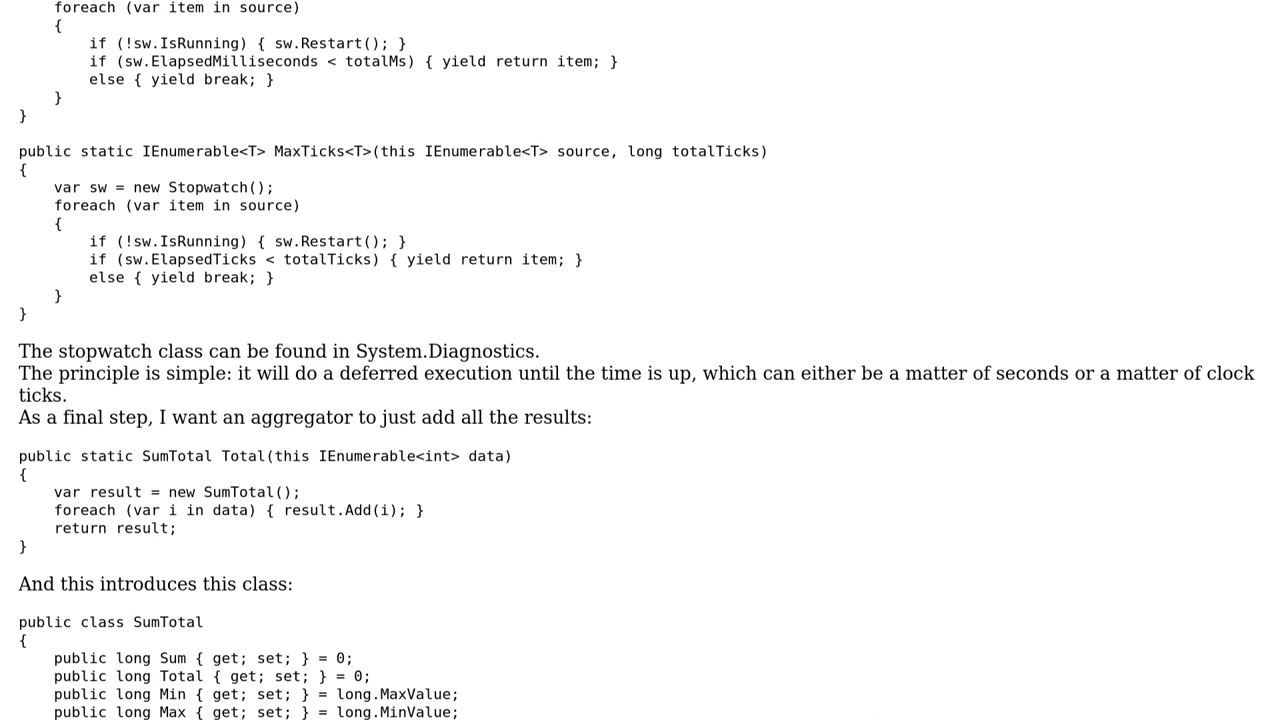 foreach (var item in source)
    {
        if (!sw.IsRunning) { sw.Restart(); }
        if (sw.ElapsedMilliseconds < totalMs) { yield return item; }
        else { yield break; }
    }
}

public static IEnumerable<T> MaxTicks<T>(this IEnumerable<T> source, long totalTicks)
{
    var sw = new Stopwatch();
    foreach (var item in source)
    {
        if (!sw.IsRunning) { sw.Restart(); }
        if (sw.ElapsedTicks < totalTicks) { yield return item; }
        else { yield break; }
    }
}

The stopwatch class can be found in System.Diagnostics.
The principle is simple: it will do a deferred execution until the time is up, which can either be a matter of seconds or a matter of clock
ticks.
As a final step, I want an aggregator to just add all the results:

public static SumTotal Total(this IEnumerable<int> data)
{
    var result = new SumTotal();
    foreach (var i in data) { result.Add(i); }
    return result;
}

And this introduces this class:

public class SumTotal
{
    public long Sum { get; set; } = 0;
    public long Total { get; set; } = 0;
    public long Min { get; set; } = long.MaxValue;
    public long Max { get; set; } = long.MinValue;